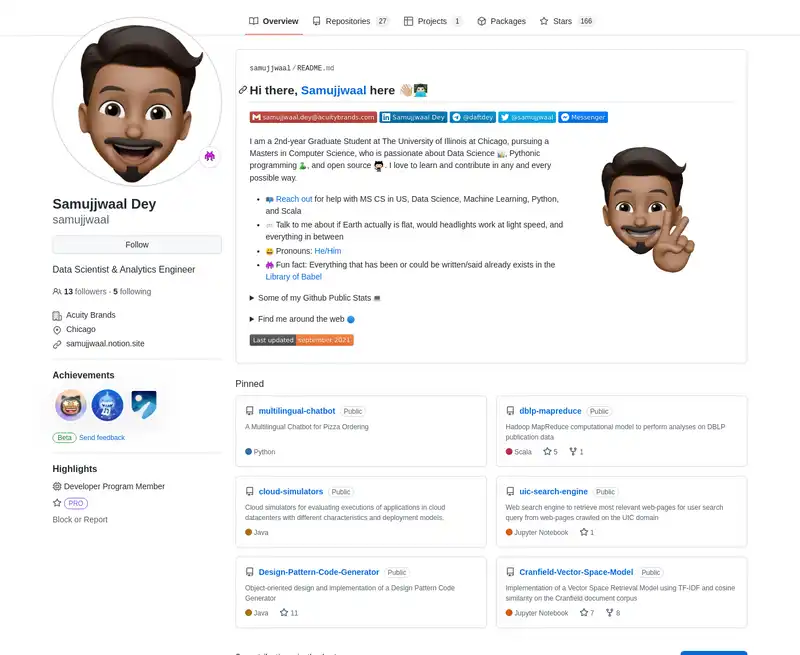 Overview Repositories 27 Projects 1 Packages Stars 166
samujjwaal/README.md
Hi there, Samujjwaal here
samujjwaal.dey@acuitybrands.com Samujjwaal Dey @daftdey @samujjwaal Messenger
I am a 2nd-year Graduate Student at The University of Illinois at Chicago, pursuing a
Masters in Computer Science, who is passionate about Data Science , Pythonic
programming , and open source . I love to learn and contribute in any and every
possible way.
Reach out for help with MS CS in US, Data Science, Machine Learning, Python,
and Scala
Talk to me about if Earth actually is flat, would headlights work at light speed, and
everything in between
Pronouns: He/Him
Fun fact: Everything that has been or could be written/said already exists in the
Library of Babel
Some of my Github Public Stats
Find me around the web
Last updated september 2021
Samujjwaal Dey
samujjwaal
Follow
Data Scientist & Analytics Engineer
13 followers · 5 following
Acuity Brands
Chicago
samujjwaal.notion.site
Achievements
Beta Send feedback
Highlights
Developer Program Member
PRO
Block or Report
Pinned
multilingual-chatbot Public
A Multilingual Chatbot for Pizza Ordering
Python
dblp-mapreduce Public
Hadoop MapReduce computational model to perform analyses on DBLP
publication data
Scala 5 1
cloud-simulators Public
Cloud simulators for evaluating executions of applications in cloud
datacenters with different characteristics and deployment models.
Java
uic-search-engine Public
Web search engine to retrieve most relevant web-pages for user search
query from web-pages crawled on the UIC domain
Jupyter Notebook 1
Design-Pattern-Code-Generator Public
Object-oriented design and implementation of a Design Pattern Code
Generator
Java 11
Cranfield-Vector-Space-Model Public
Implementation of a Vector Space Retrieval Model using TF-IDF and cosine
similarity on the Cranfield document corpus
Jupyter Notebook 7 8